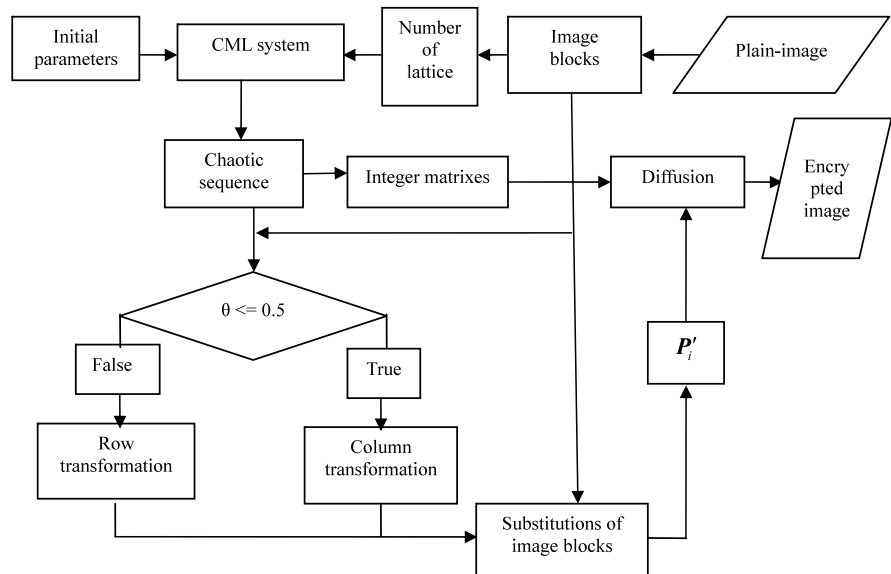 Initial
parameters
CML system
Number
of
lattice
Image
blocks
Plain-image
Chaotic
sequence
Integer matrixes
Diffusion
Encry
pted
image
θ <= 0.5
False
True
P′i
Row
transformation
Column
transformation
Substitutions of
image blocks